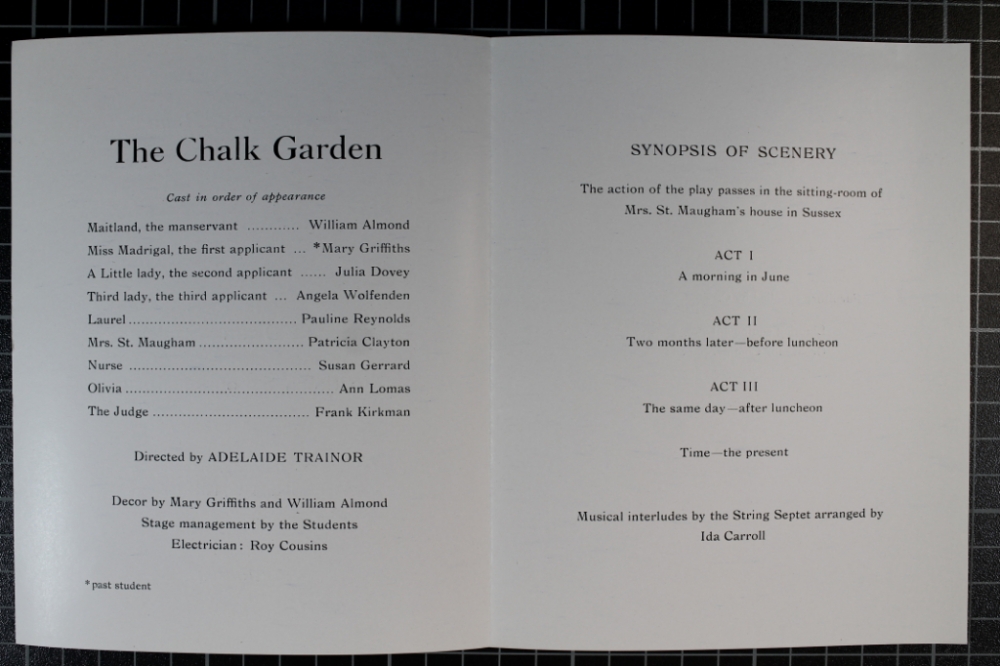 The Chalk Garden
Cast in order of appearance
Maitland, the manservant ............ William Almond
Miss Madrigal, the first applicant ... *Mary Griffiths
A Little lady, the second applicant ...... Julia Dovey
Third lady, the third applicant ... Angela Wolfenden
Laurel ...................................... Pauline Reynolds
Mrs. St. Maugham ........................ Patricia Clayton
Nurse ......................................... Susan Gerrard
Olivia ............................................... Ann Lomas
The Judge ................................... Frank Kirkman
Directed by ADELAIDE TRAINOR
Decor by Mary Griffiths and William Almond
Stage management by the Students
Electrician: Roy Cousins
*past student
SYNOPSIS OF SCENERY
The action of the play passes in the sitting-room of
Mrs. St. Maugham's house in Sussex
ACT I
A morning in June
ACT II
Two months later—before luncheon
ACT III
The same day—after luncheon
Time—the present
Musical interludes by the String Septet arranged by
Ida Carroll